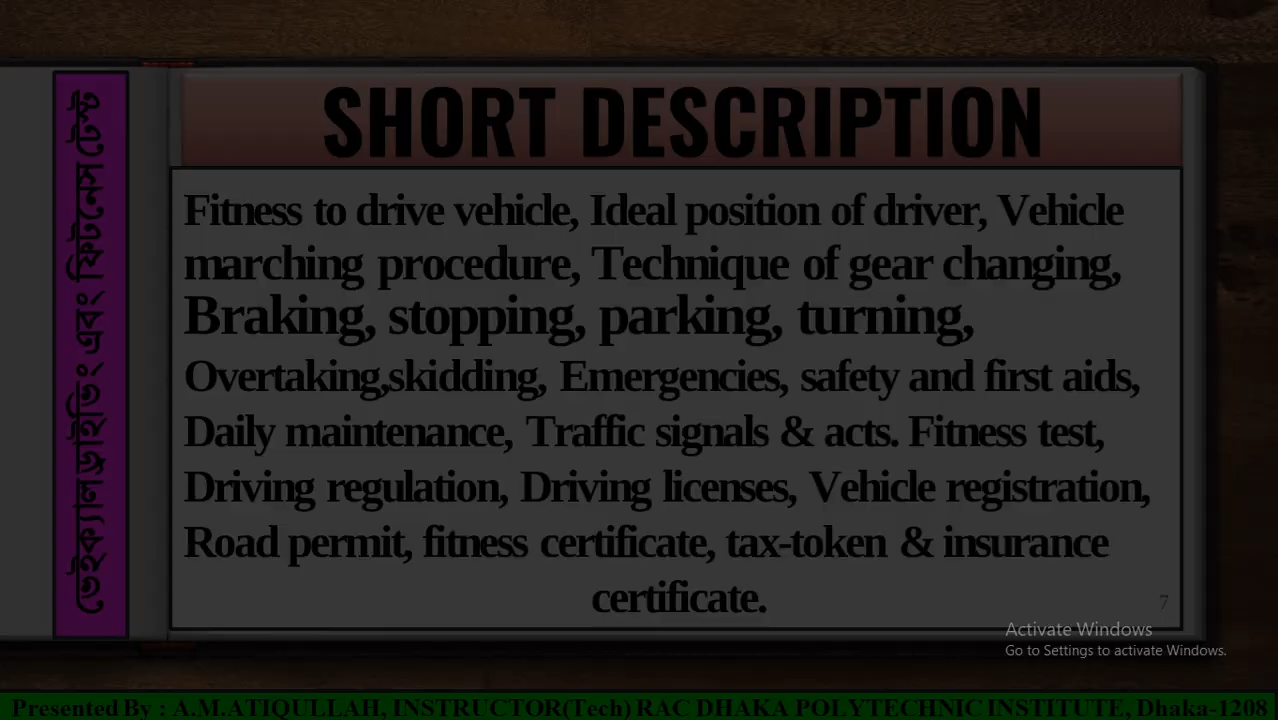 SHORT DESCRIPTION
ভেইক্যাল ড্রাইভিং এবং ফিটনেস টেস্ট
Fitness to drive vehicle, Ideal position of driver, Vehicle
marching procedure, Technique of gear changing,
Braking, stopping, parking, turning,
Overtaking,skidding, Emergencies, safety and first aids,
Daily maintenance, Traffic signals & acts. Fitness test,
Driving regulation, Driving licenses, Vehicle registration,
Road permit, fitness certificate, tax-token & insurance
certificate.
7
Activate Windows
Go to Settings to activate Windows.
Presented By : A.M.ATIQULLAH, INSTRUCTOR(Tech) RAC DHAKA POLYTECHNIC INSTITUTE, Dhaka-1208